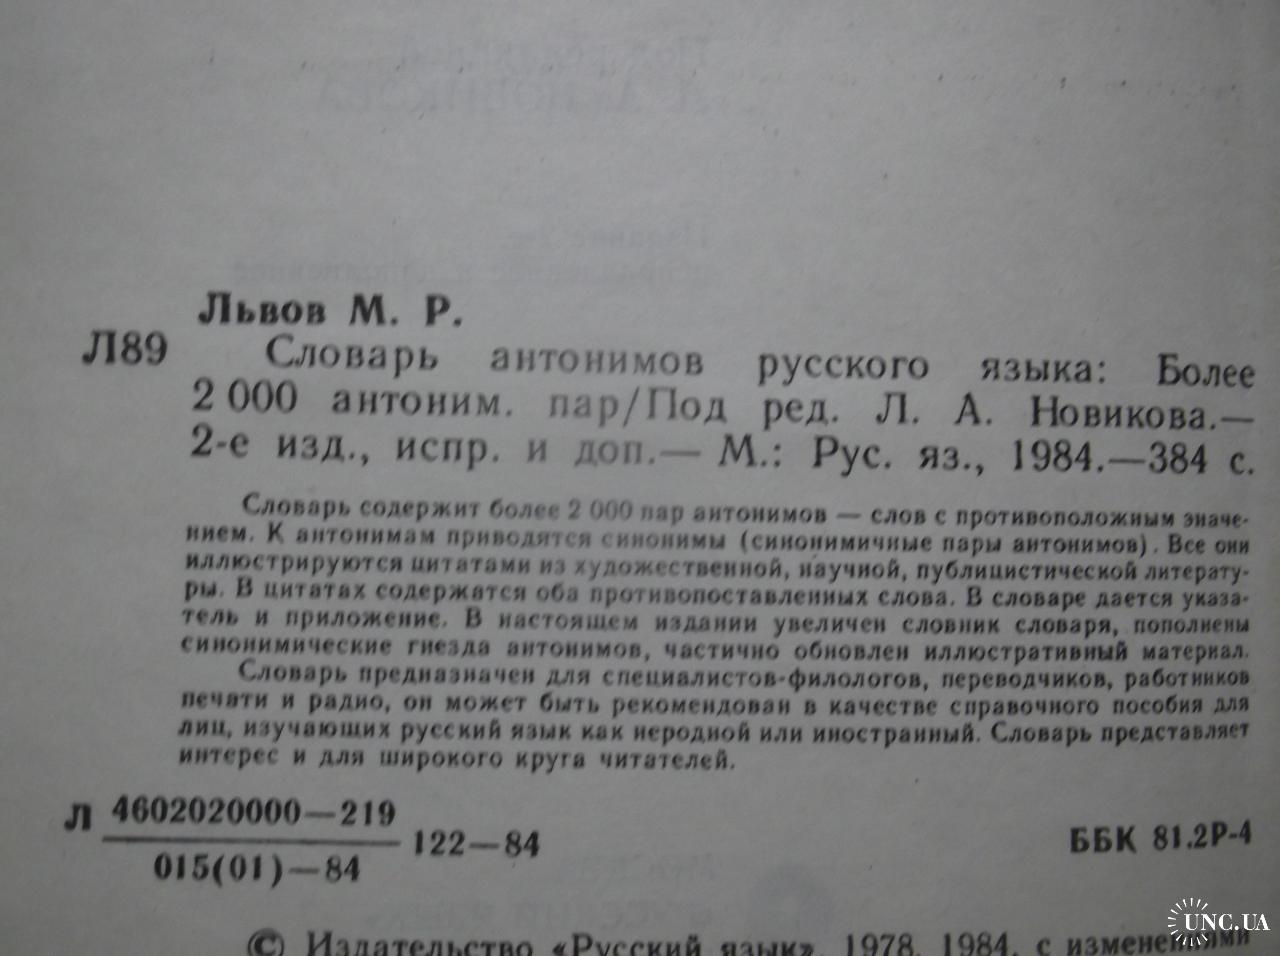 Львов М. Р.
Л89 Словарь антонимов русского языка: Более
2 000 антоним. пар/Под ред. Л. А. Новикова.—
2-е изд., испр. и доп.— М.: Рус. яз., 1984.—384 с.
Словарь содержит более 2 000 пар антонимов — слов с противоположным значе-
нием. К антонимам приводятся синонимы (синонимичные пары антонимов). Все они
иллюстрируются цитатами из художественной, научной, публицистической литерату-
ры. В цитатах содержатся оба противопоставленных слова. В словаре дается указа-
тель и приложение. В настоящем издании увеличен словник словаря, пополнены
синонимические гнезда антонимов, частично обновлен иллюстративный материал.
Словарь предназначен для специалистов-филологов, переводчиков, работников
печати и радио, он может быть рекомендован в качестве справочного пособия для
лиц, изучающих русский язык как неродной или иностранный. Словарь представляет
интерес и для широкого круга читателей.
Л 4602020000—219
015(01)—84 122—84
ББК 81.2Р-4
© Издательство «Русский язык», 1978, 1984, с изменениями
UNC.UA